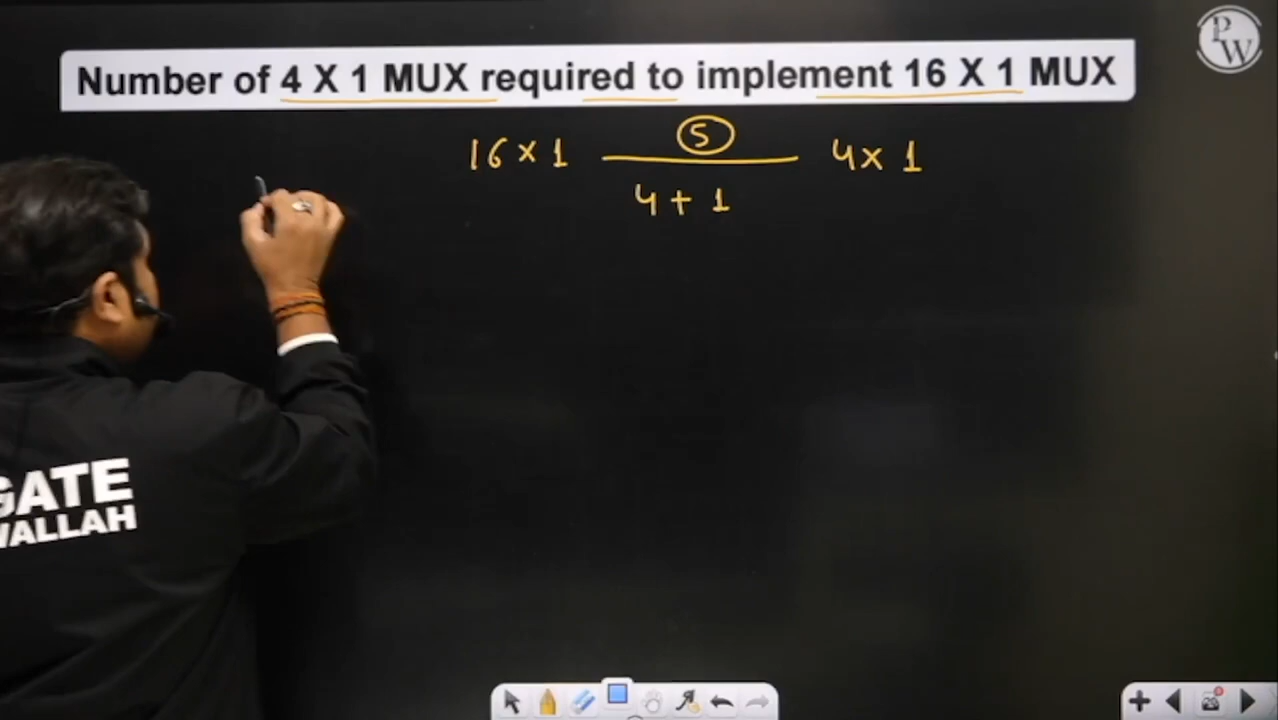 PW
Number of 4 X 1 MUX required to implement 16 X 1 MUX
5
16 × 1 4 × 1
4 + 1
GATE
WALLAH